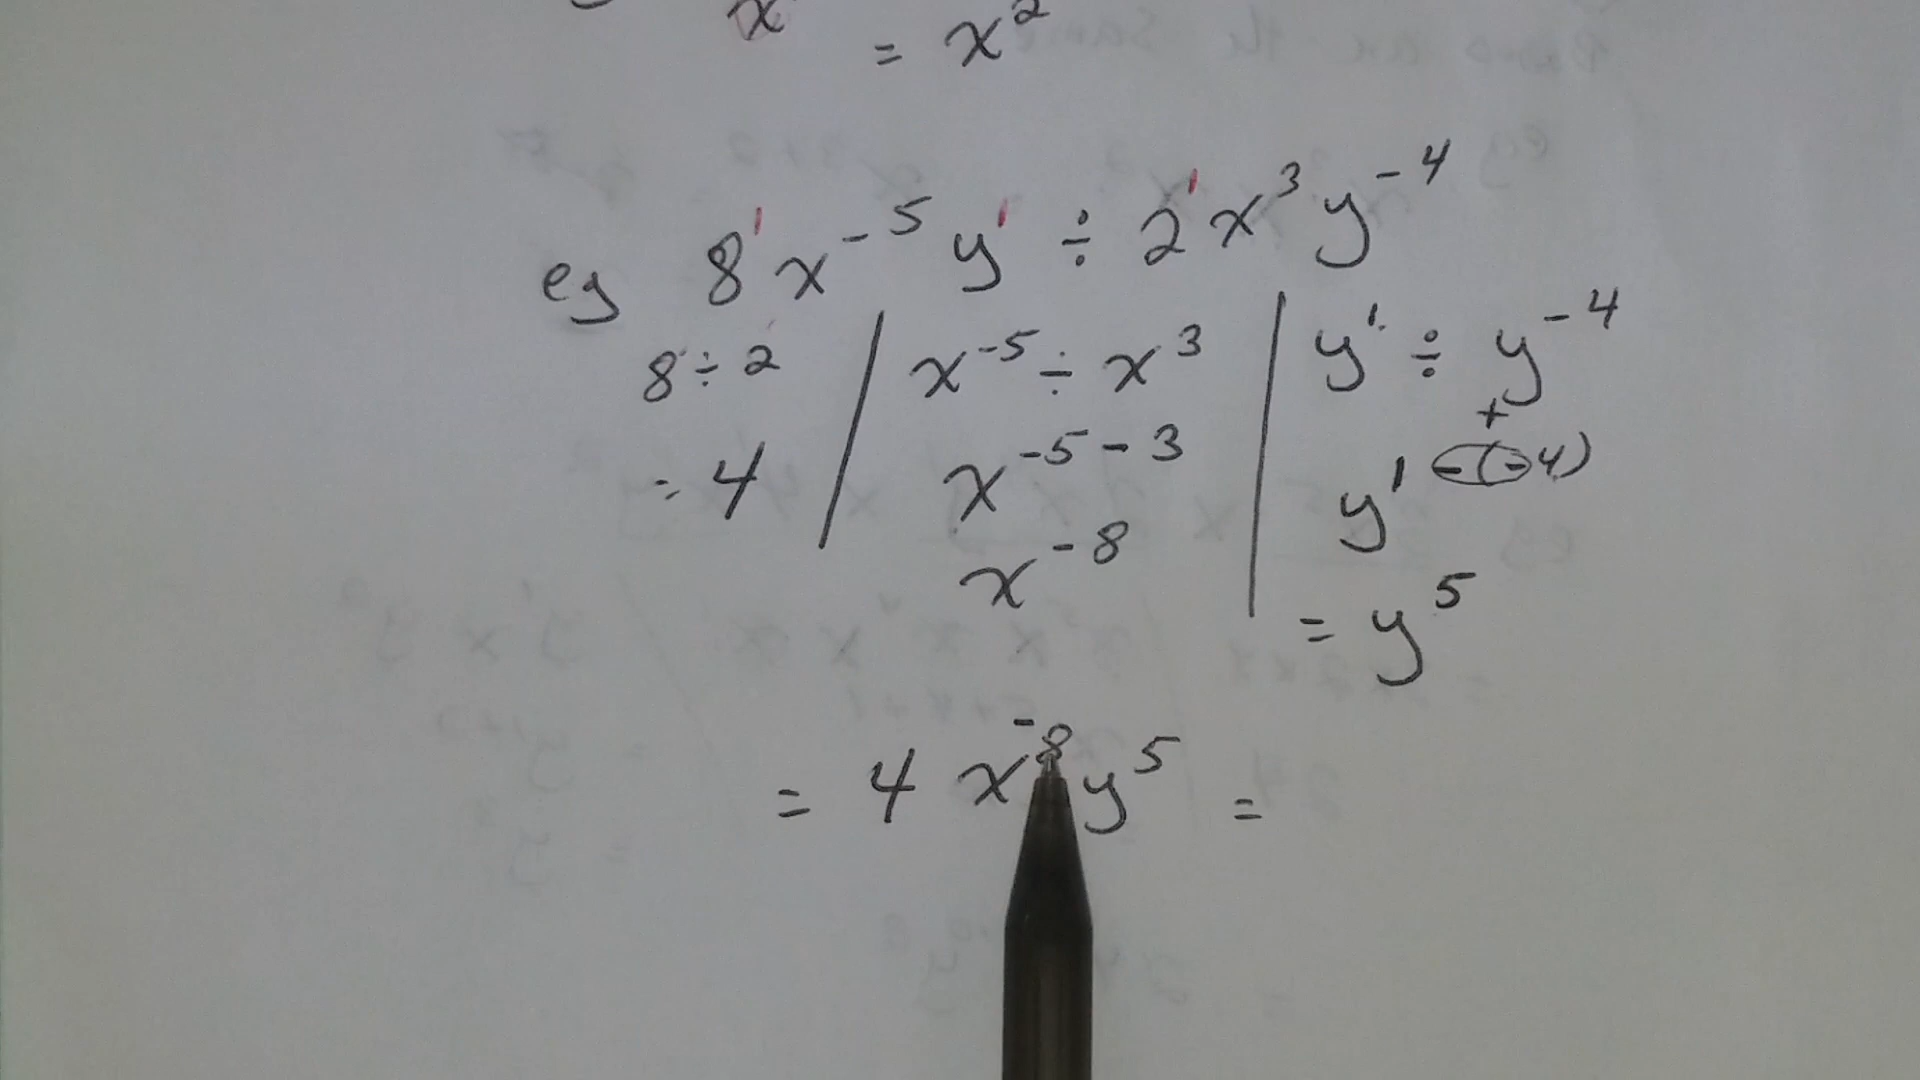 x
= x²
eg 8¹x⁻⁵y¹ ÷ 2¹x³y⁻⁴
8 ÷ 2 | x⁻⁵ ÷ x³ | y¹ ÷ y⁻⁴
+
= 4 | x⁻⁵⁻³ | y¹⁻⁽⁻⁴⁾
x⁻⁸
= y⁵
= 4 x⁻⁸y⁵ =